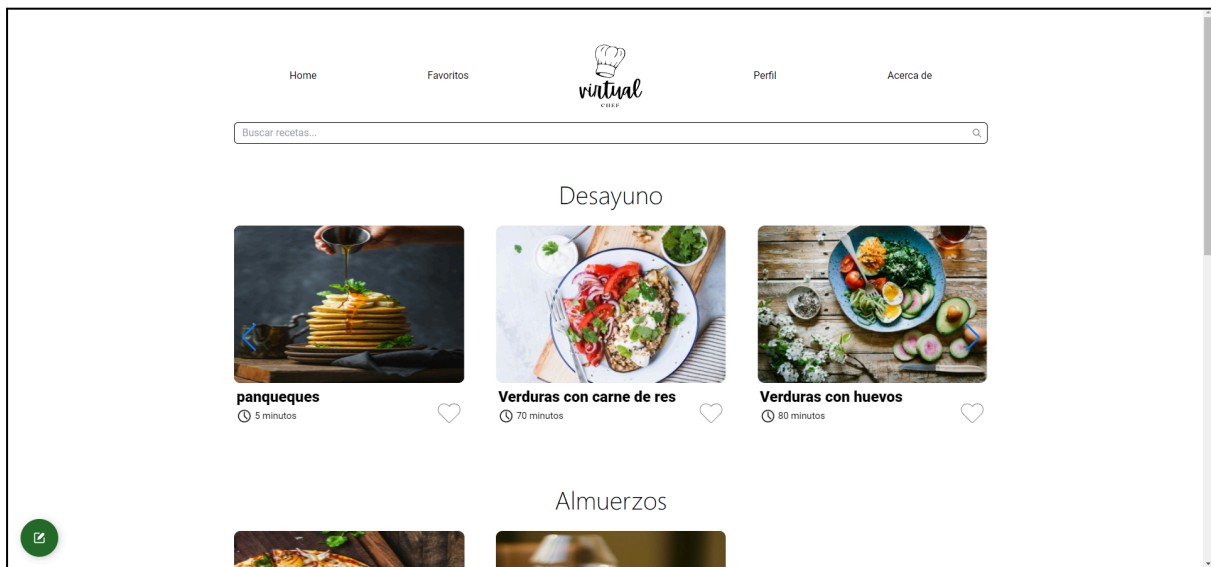 Home
Favoritos
virtual
CHEF
Perfil
Acerca de
Buscar recetas...
Desayuno
panqueques
5 minutos
Verduras con carne de res
70 minutos
Verduras con huevos
80 minutos
Almuerzos